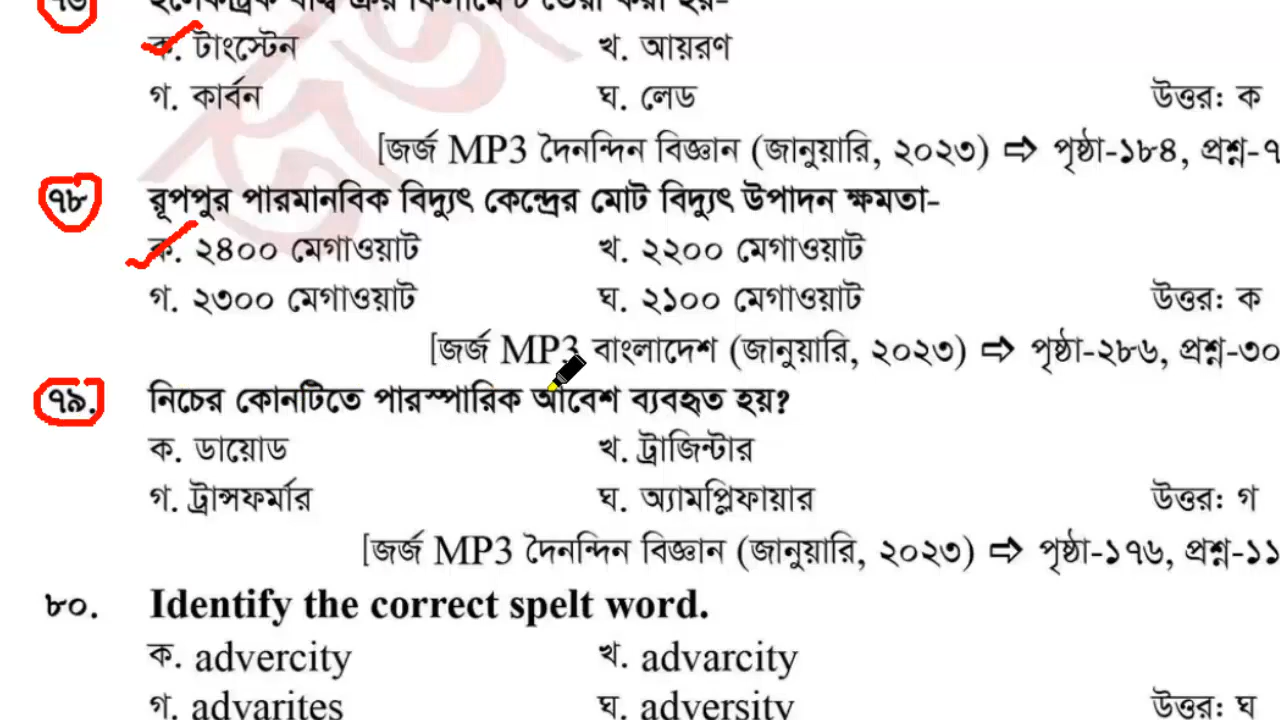 ক. টাংস্টেন খ. আয়রণ
গ. কার্বন ঘ. লেড উত্তর: ক
[জর্জ MP3 দৈনন্দিন বিজ্ঞান (জানুয়ারি, ২০২৩) ⇨ পৃষ্ঠা-১৮৪, প্রশ্ন-৭
৭৮ রূপপুর পারমানবিক বিদ্যুৎ কেন্দ্রের মোট বিদ্যুৎ উপাদন ক্ষমতা-
ক. ২৪০০ মেগাওয়াট খ. ২২০০ মেগাওয়াট
গ. ২৩০০ মেগাওয়াট ঘ. ২১০০ মেগাওয়াট উত্তর: ক
[জর্জ MP3 বাংলাদেশ (জানুয়ারি, ২০২৩) ⇨ পৃষ্ঠা-২৮৬, প্রশ্ন-৩০
৭৯. নিচের কোনটিতে পারস্পারিক আবেশ ব্যবহৃত হয়?
ক. ডায়োড খ. ট্রাজিন্টার
গ. ট্রান্সফর্মার ঘ. অ্যামপ্লিফায়ার উত্তর: গ
[জর্জ MP3 দৈনন্দিন বিজ্ঞান (জানুয়ারি, ২০২৩) ⇨ পৃষ্ঠা-১৭৬, প্রশ্ন-১১
৮০. Identify the correct spelt word.
ক. advercity খ. advarcity
গ. advarites ঘ. adversity উত্তর: ঘ